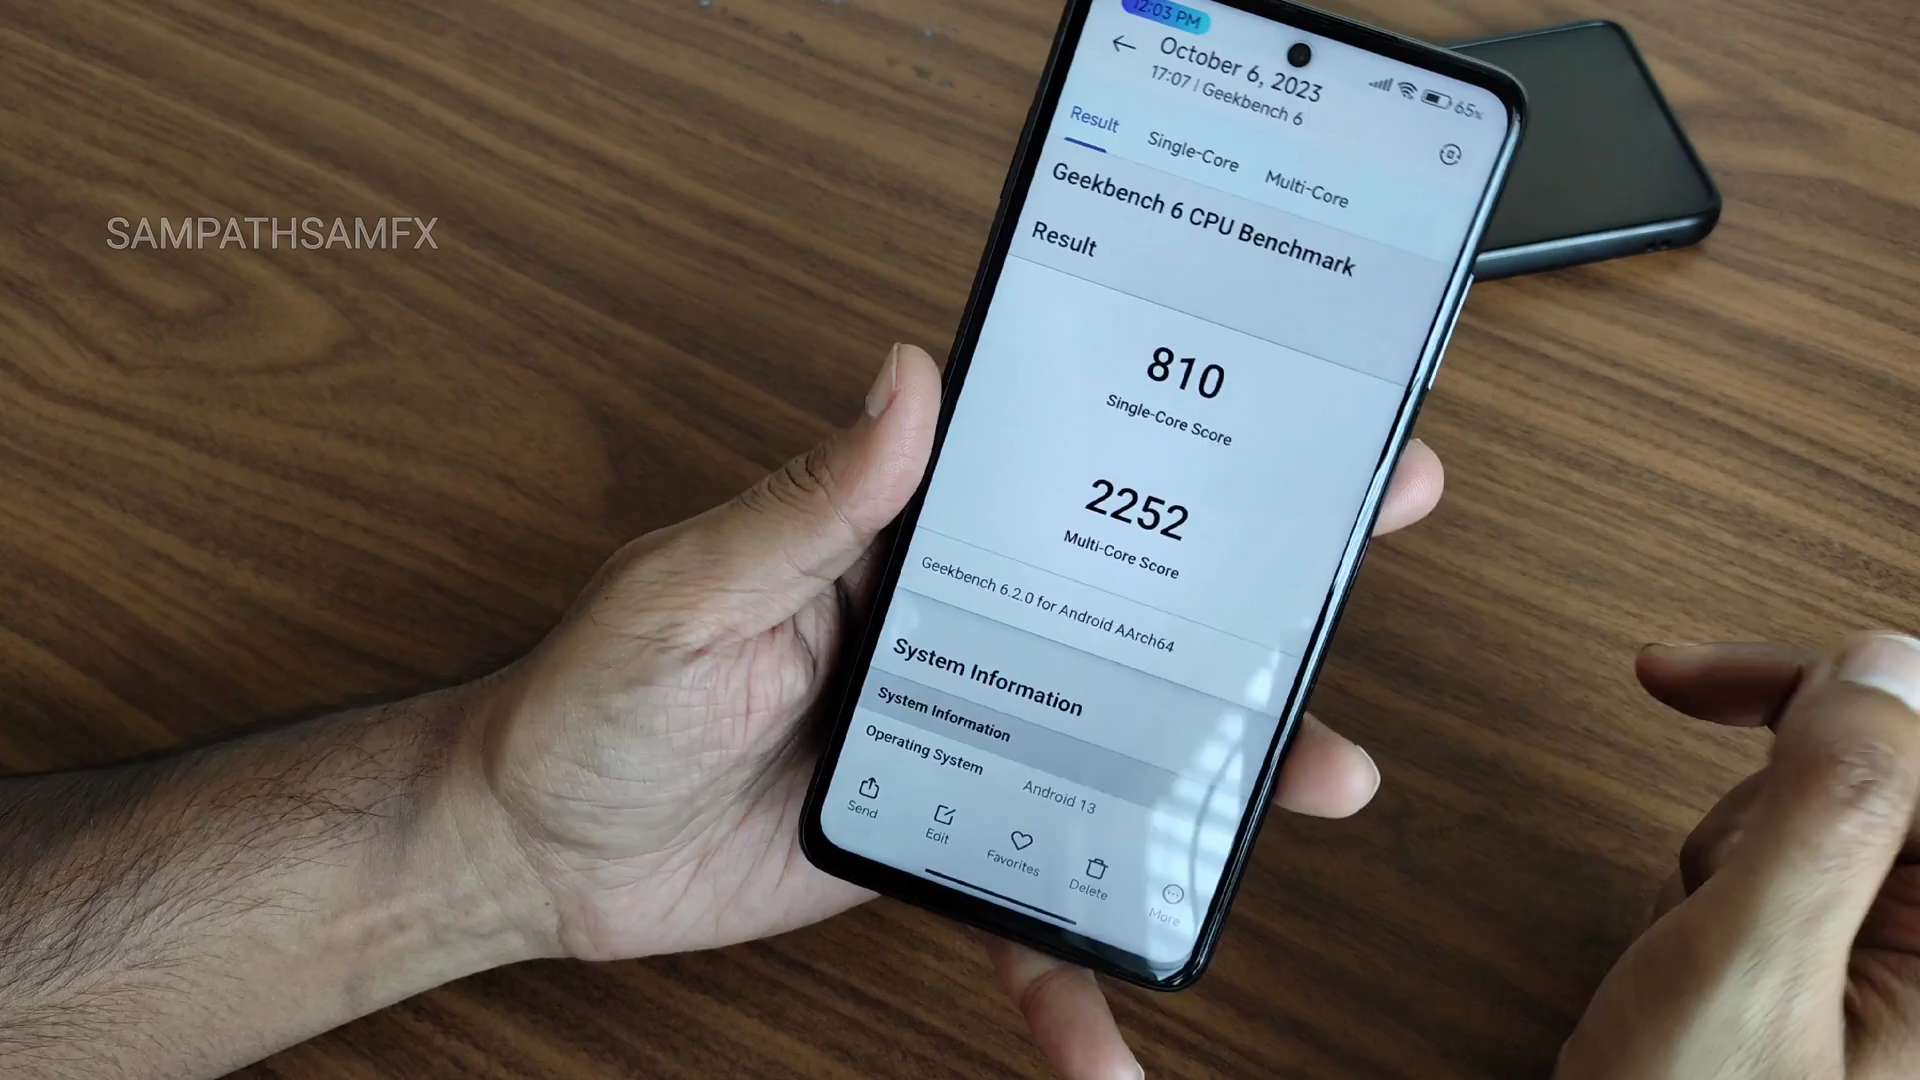 12:03 PM
65%
October 6, 2023
17:07 | Geekbench 6
Result
Single-Core
Multi-Core
Geekbench 6 CPU Benchmark
Result
810
Single-Core Score
2252
Multi-Core Score
Geekbench 6.2.0 for Android AArch64
System Information
System Information
Operating System
Android 13
Send
Edit
Favorites
Delete
More
SAMPATHSAMFX